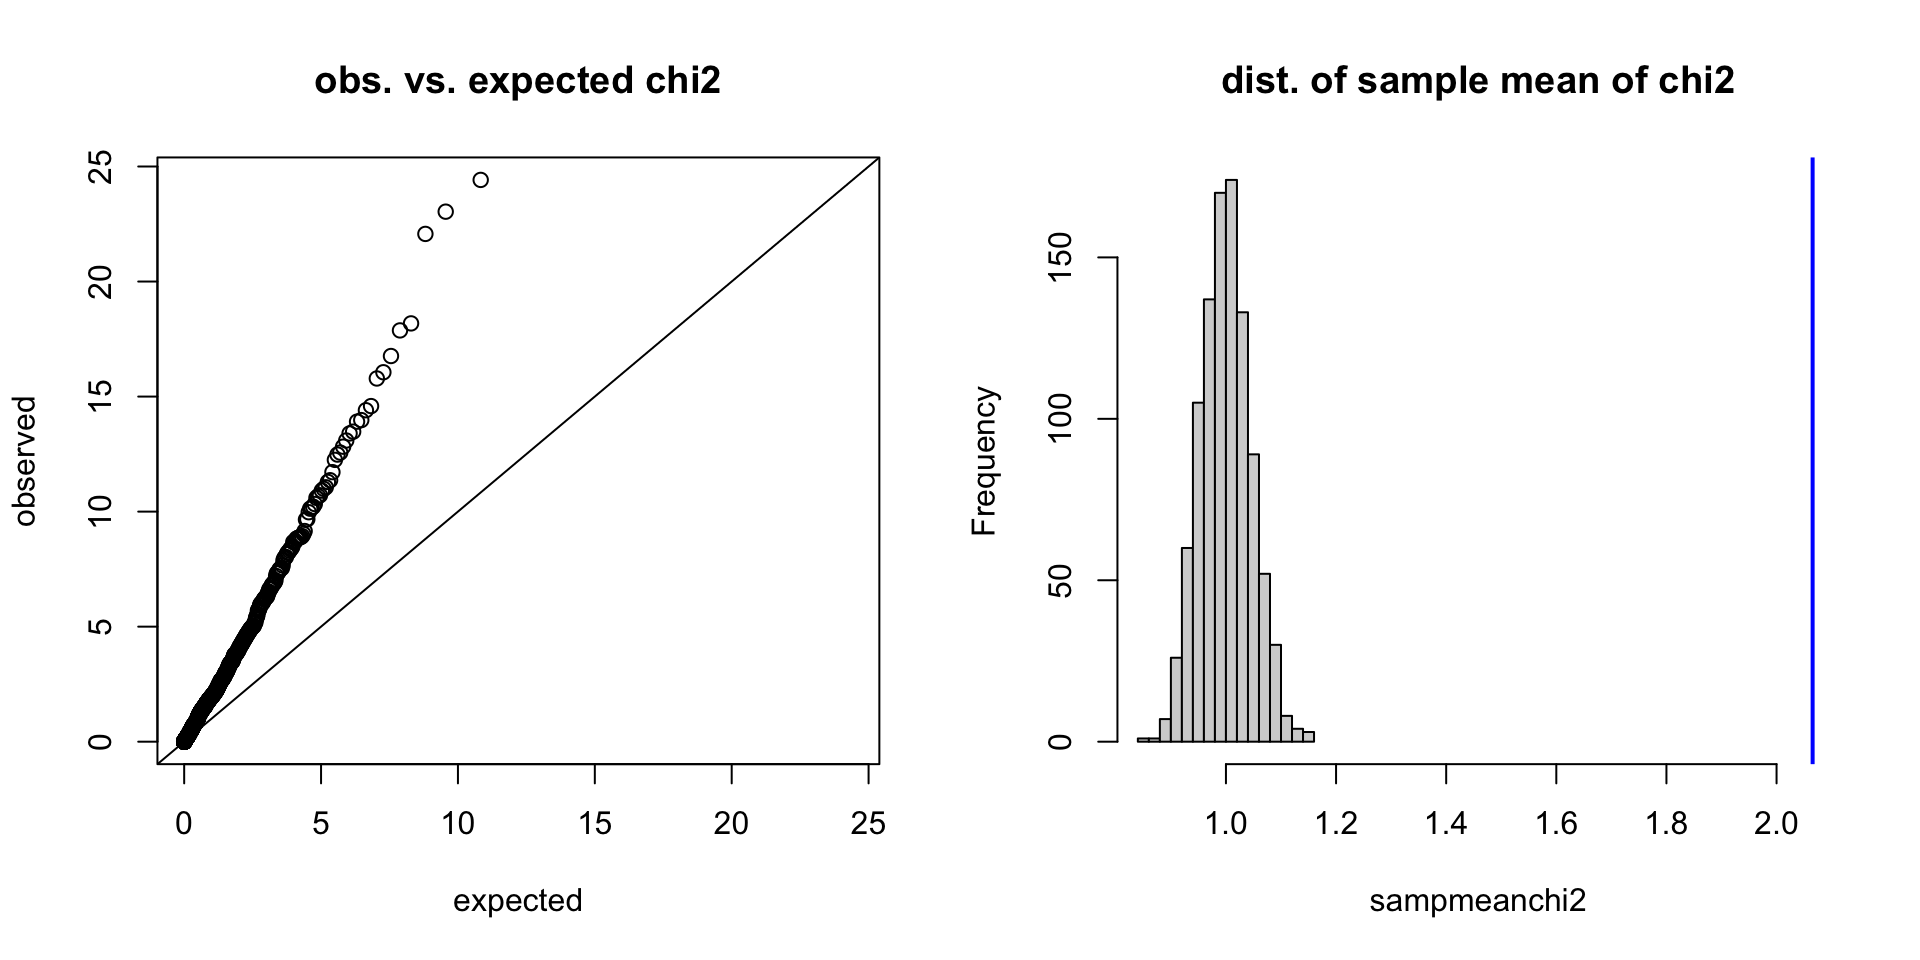 obs. vs. expected chi2
observed
0
5
10
15
20
25
0 5 10 15 20 25
expected
dist. of sample mean of chi2
Frequency
0
50
100
150
1.0 1.2 1.4 1.6 1.8 2.0
sampmeanchi2